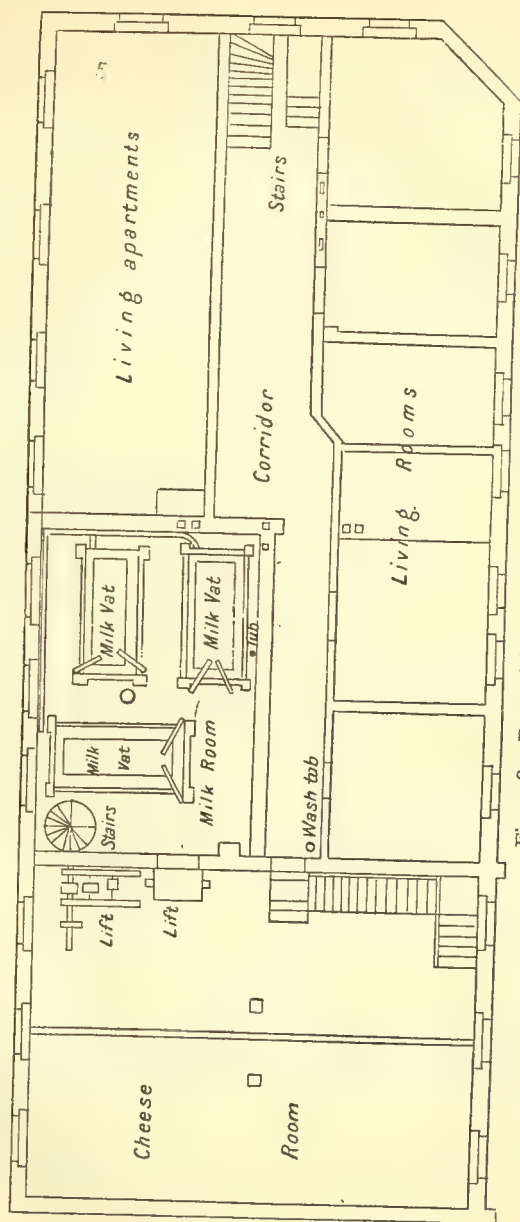 Living apartments
Milk Vat
Milk Vat
Milk Vat
Stairs
Milk Room
Tub
Lift
Lift
Cheese
Room
Corridor
Stairs
Wash tub
Living Rooms